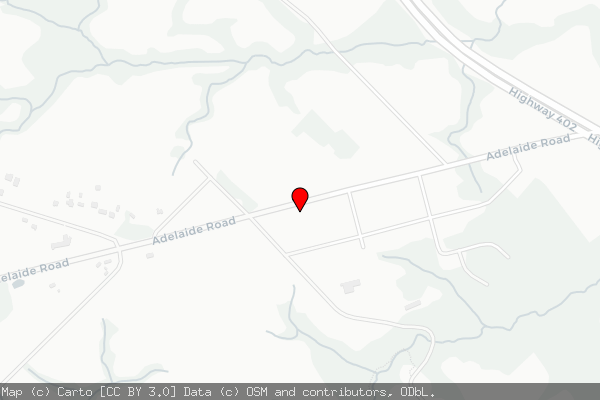 Highway 402
Hi
Adelaide Road
Adelaide Road
elaide Road
Map (c) Carto [CC BY 3.0] Data (c) OSM and contributors, ODbL.